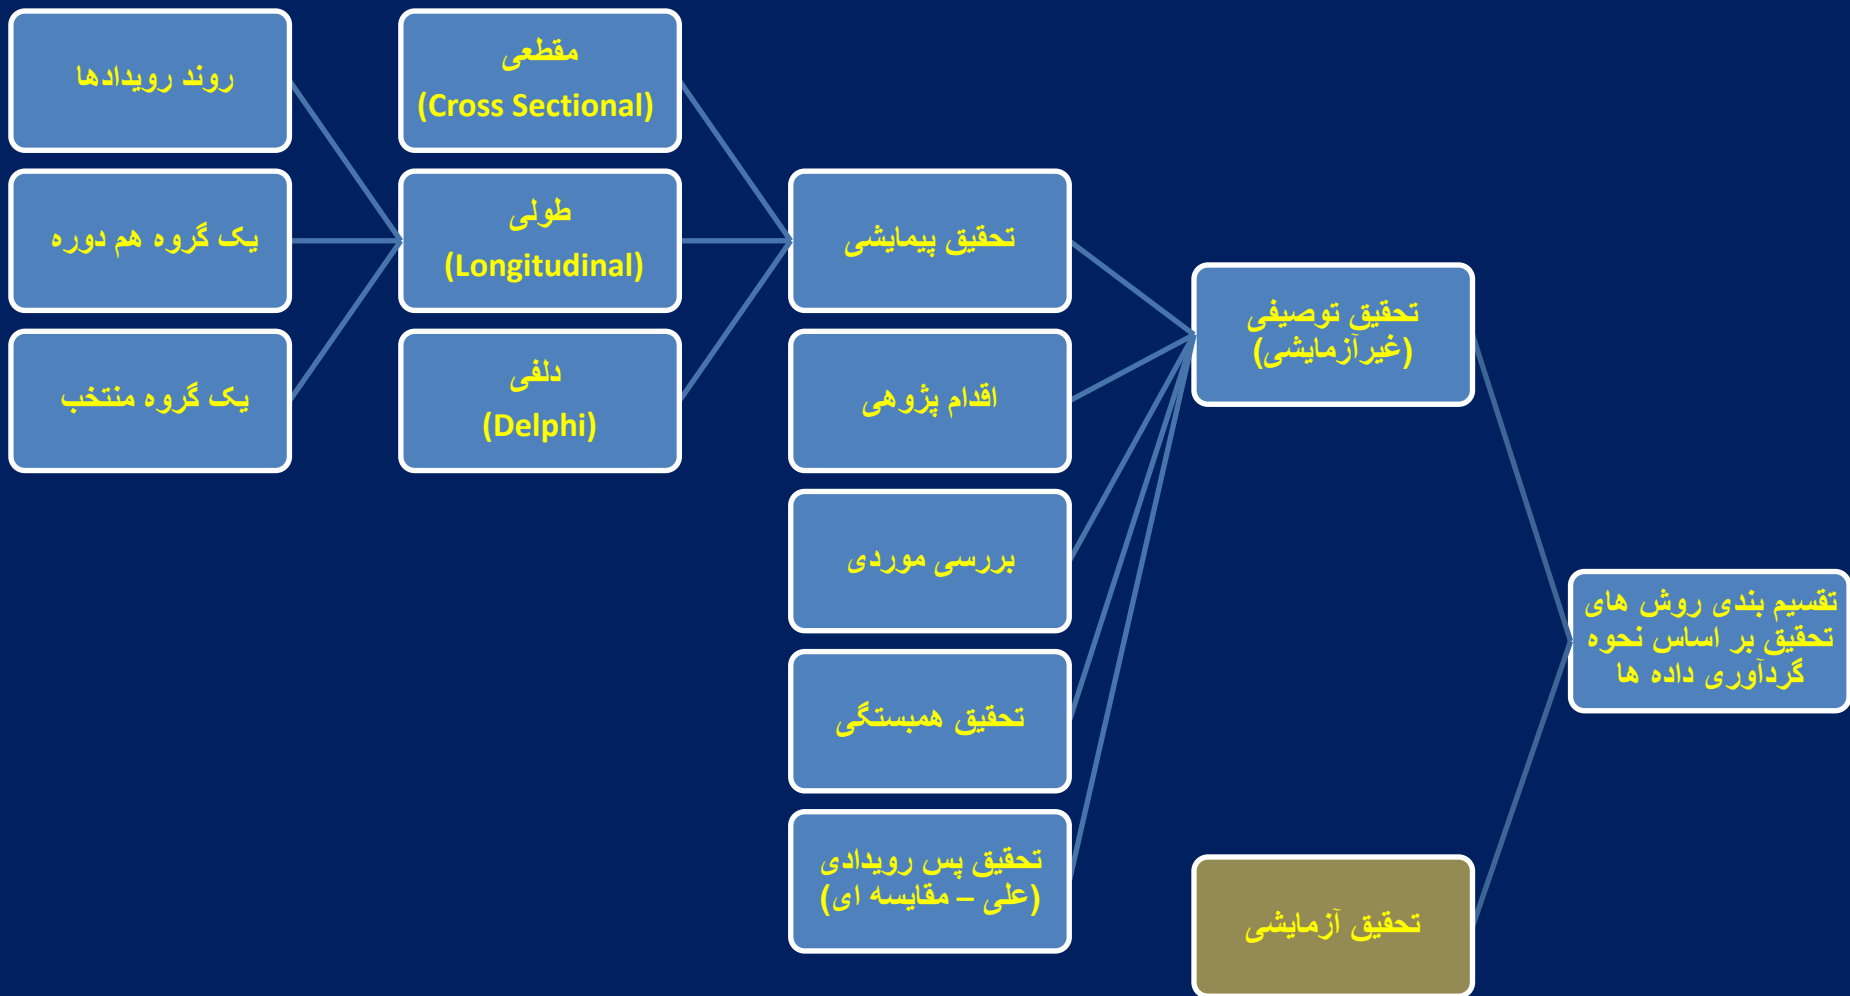 تقسیم بندی روش های
تحقیق بر اساس نحوه
گردآوری داده ها
تحقیق توصیفی
(غیرآزمایشی)
تحقیق پیمایشی
مقطعی
(Cross Sectional)
طولی
(Longitudinal)
روند رویدادها
یک گروه هم دوره
یک گروه منتخب
دلفی
(Delphi)
اقدام پژوهی
بررسی موردی
تحقیق همبستگی
تحقیق پس رویدادی
(علی – مقایسه ای)
تحقیق آزمایشی